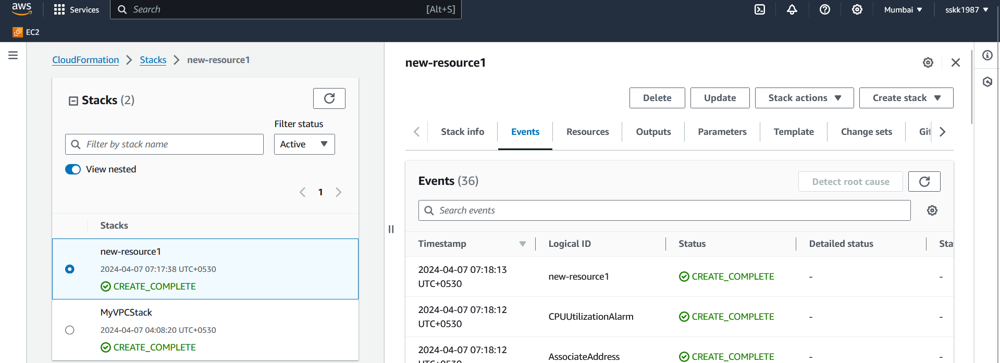 aws
Services
Search
[Alt+S]
Mumbai
sskk1987
EC2
CloudFormation
Stacks
new-resource1
Stacks (2)
Filter status
Filter by stack name
Active
View nested
1
Stacks
new-resource1
2024-04-07 07:17:38 UTC+0530
CREATE_COMPLETE
MyVPCStack
2024-04-07 04:08:20 UTC+0530
CREATE_COMPLETE
new-resource1
Delete
Update
Stack actions
Create stack
Stack info
Events
Resources
Outputs
Parameters
Template
Change sets
Git
Events (36)
Detect root cause
Search events
Timestamp
Logical ID
Status
Detailed status
Sta
2024-04-07 07:18:13
UTC+0530
new-resource1
CREATE_COMPLETE
-
-
2024-04-07 07:18:12
UTC+0530
CPUUtilizationAlarm
CREATE_COMPLETE
-
-
2024-04-07 07:18:12
UTC+0530
AssociateAddress
CREATE_COMPLETE
-
-